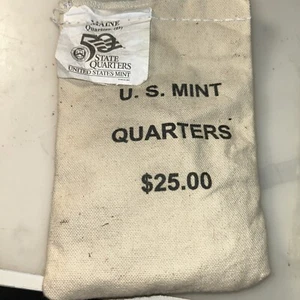 MAINE
50
STATE
QUARTERS
UNITED STATES MINT
U. S. MINT
QUARTERS
$25.00